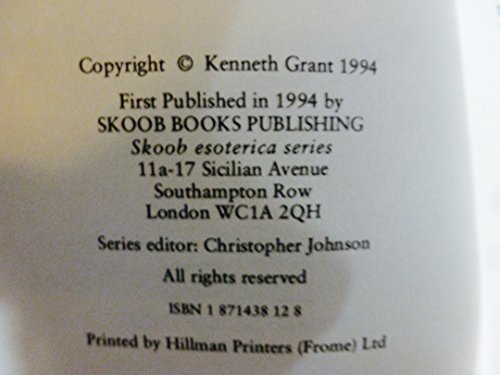 Copyright © Kenneth Grant 1994
First Published in 1994 by
SKOOB BOOKS PUBLISHING
Skoob esoterica series
11a-17 Sicilian Avenue
Southampton Row
London WC1A 2QH
Series editor: Christopher Johnson
All rights reserved
ISBN 1 871438 12 8
Printed by Hillman Printers (Frome) Ltd